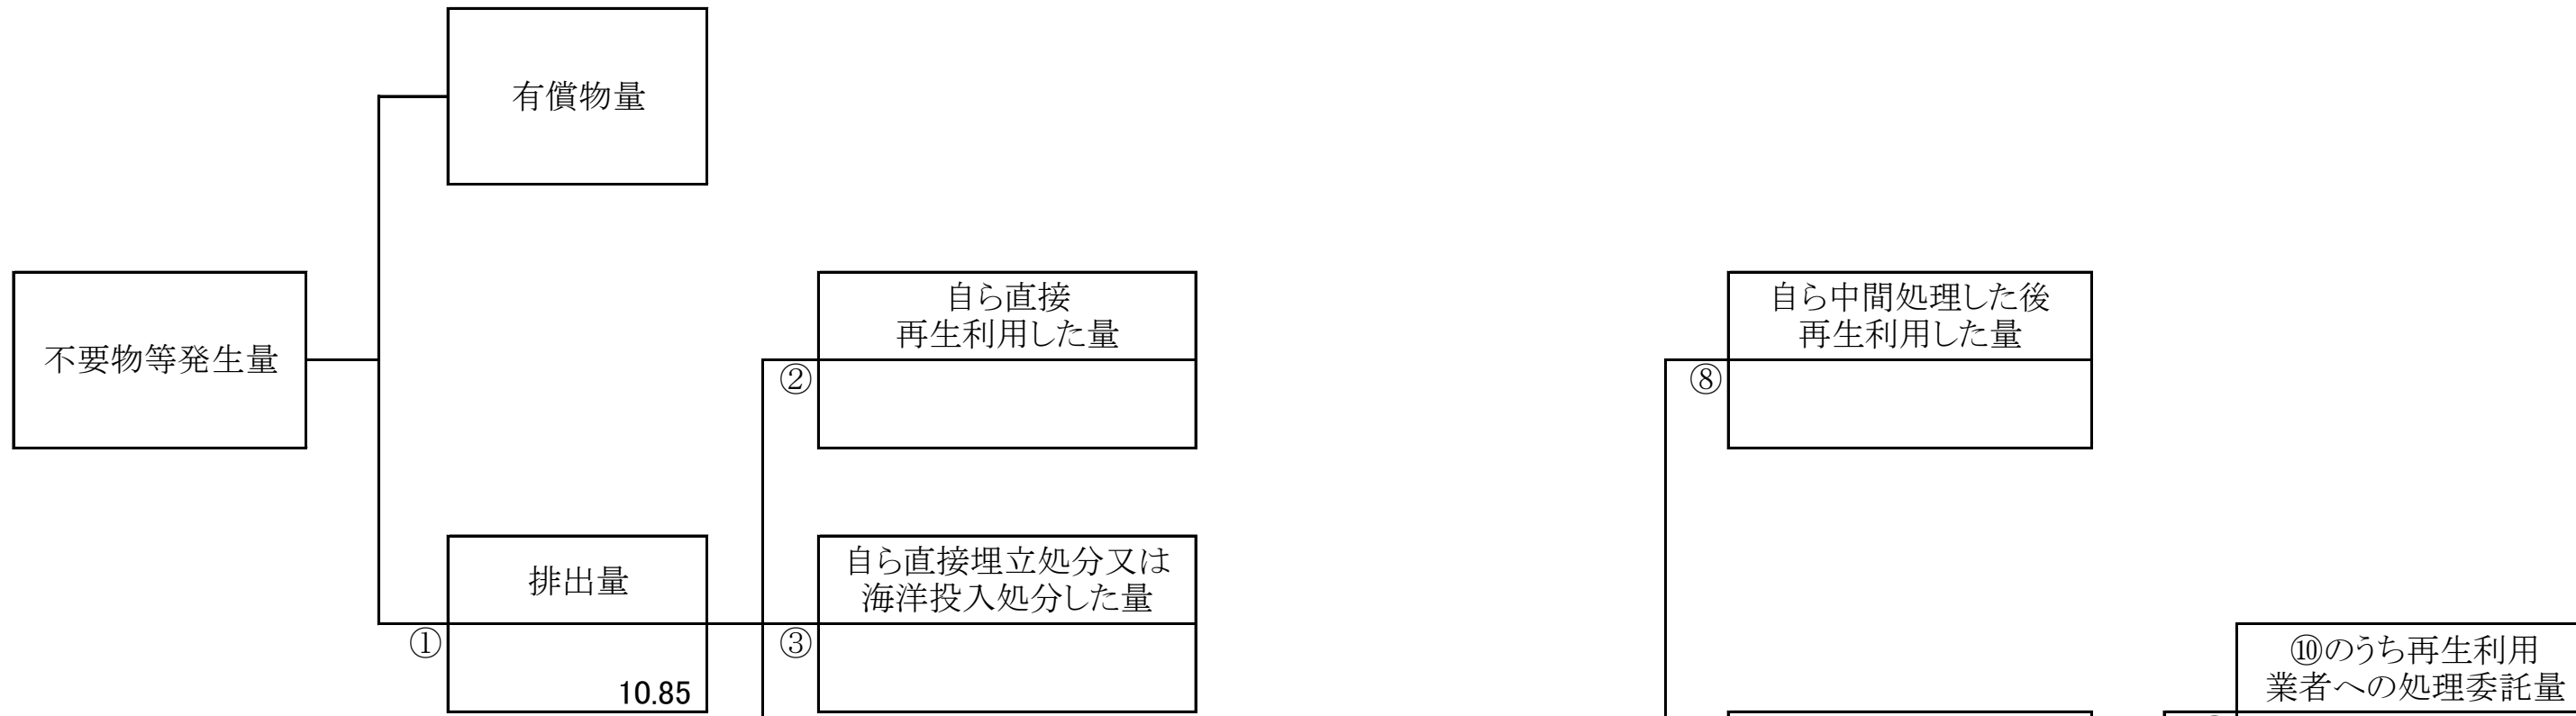 有償物量
不要物等発生量
自ら直接
再生利用した量
②
自ら中間処理した後
再生利用した量
⑧
排出量
①
10.85
自ら直接埋立処分又は
海洋投入処分した量
③
⑩のうち再生利用
業者への処理委託量